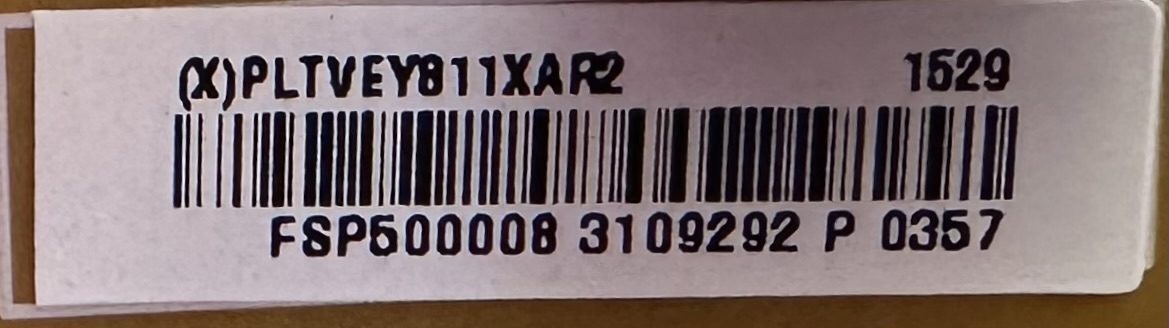 (X)PLTVEY811XAR2 1529
FSP500008 3109292 P 0357